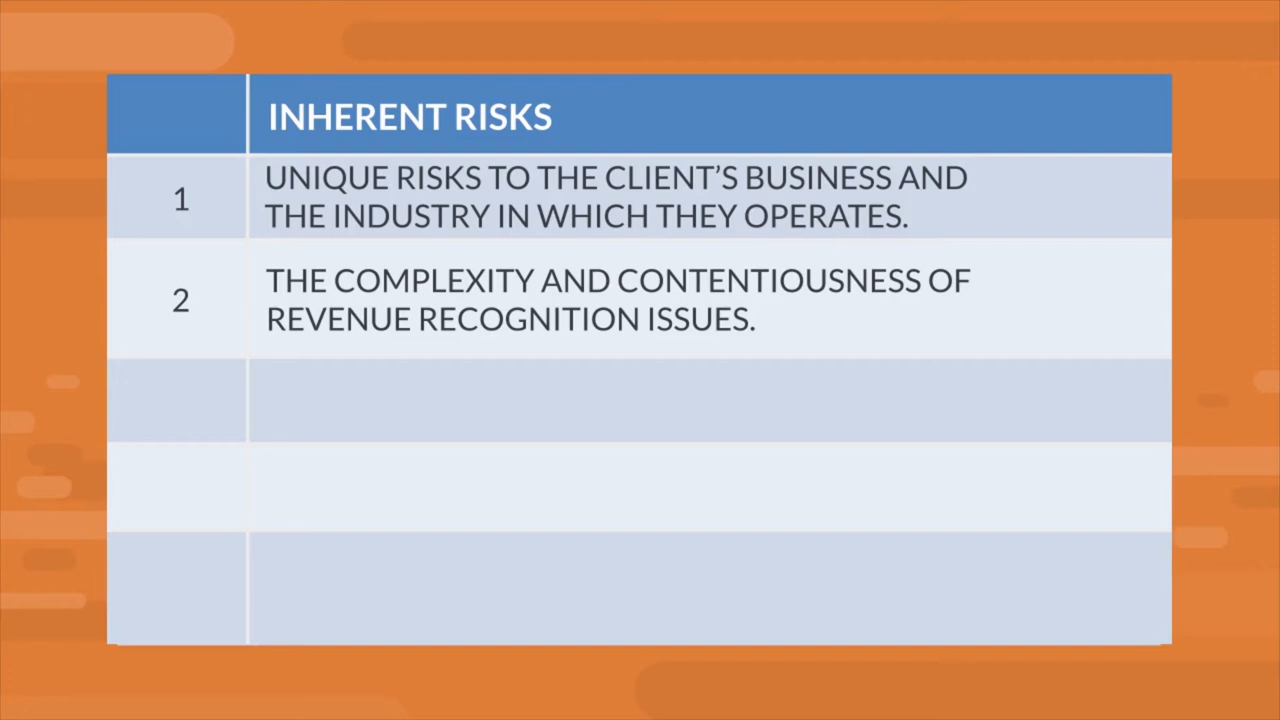 INHERENT RISKS
1
UNIQUE RISKS TO THE CLIENT’S BUSINESS AND
THE INDUSTRY IN WHICH THEY OPERATES.
2
THE COMPLEXITY AND CONTENTIOUSNESS OF
REVENUE RECOGNITION ISSUES.